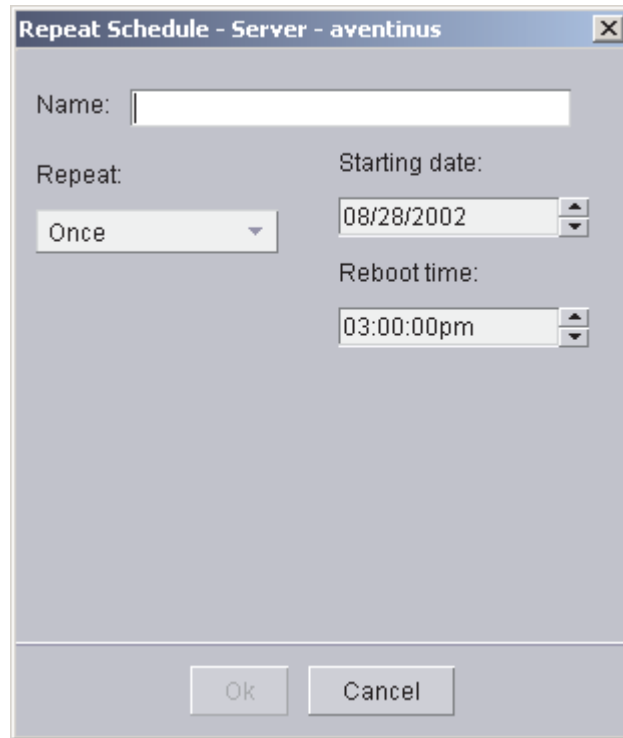 Repeat Schedule - Server - aventinus
Name:
Repeat:
Once
Starting date:
08/28/2002
Reboot time:
03:00:00pm
Ok
Cancel